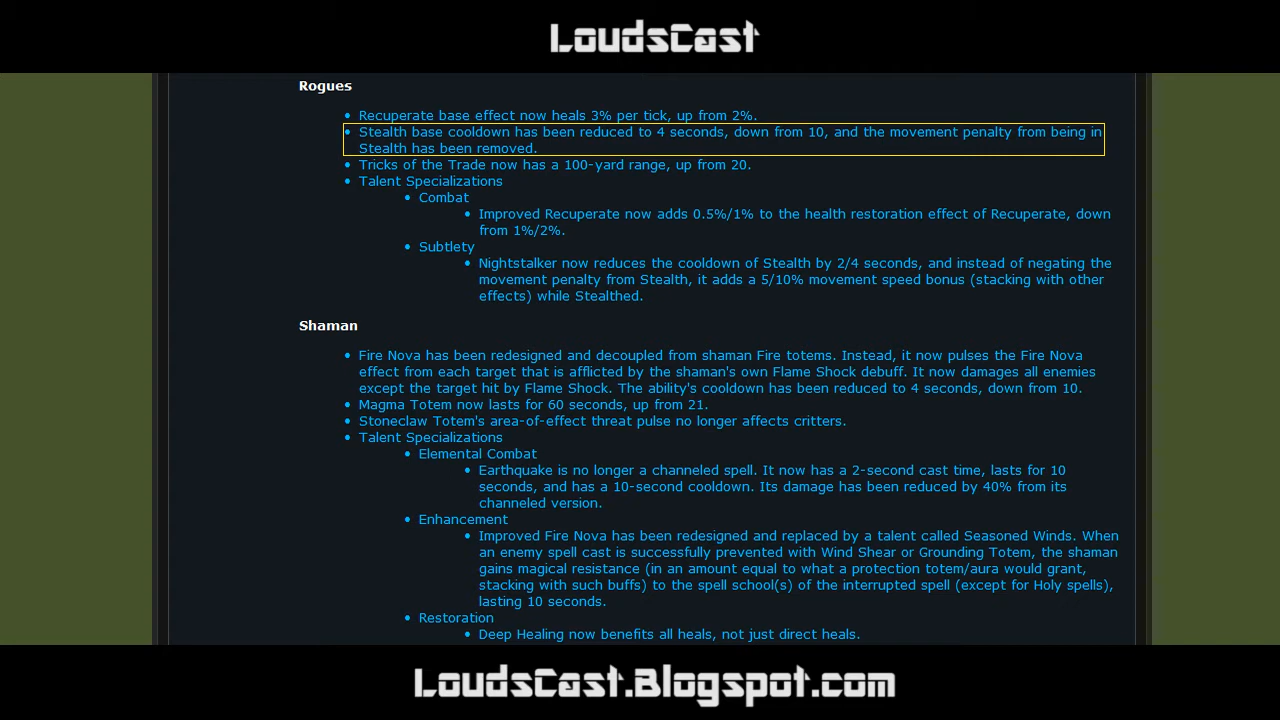 LoudsCast
Rogues
• Recuperate base effect now heals 3% per tick, up from 2%.
• Stealth base cooldown has been reduced to 4 seconds, down from 10, and the movement penalty from being in
Stealth has been removed.
• Tricks of the Trade now has a 100-yard range, up from 20.
• Talent Specializations
• Combat
• Improved Recuperate now adds 0.5%/1% to the health restoration effect of Recuperate, down
from 1%/2%.
• Subtlety
• Nightstalker now reduces the cooldown of Stealth by 2/4 seconds, and instead of negating the
movement penalty from Stealth, it adds a 5/10% movement speed bonus (stacking with other
effects) while Stealthed.
Shaman
• Fire Nova has been redesigned and decoupled from shaman Fire totems. Instead, it now pulses the Fire Nova
effect from each target that is afflicted by the shaman's own Flame Shock debuff. It now damages all enemies
except the target hit by Flame Shock. The ability's cooldown has been reduced to 4 seconds, down from 10.
• Magma Totem now lasts for 60 seconds, up from 21.
• Stoneclaw Totem's area-of-effect threat pulse no longer affects critters.
• Talent Specializations
• Elemental Combat
• Earthquake is no longer a channeled spell. It now has a 2-second cast time, lasts for 10
seconds, and has a 10-second cooldown. Its damage has been reduced by 40% from its
channeled version.
• Enhancement
• Improved Fire Nova has been redesigned and replaced by a talent called Seasoned Winds. When
an enemy spell cast is successfully prevented with Wind Shear or Grounding Totem, the shaman
gains magical resistance (in an amount equal to what a protection totem/aura would grant,
stacking with such buffs) to the spell school(s) of the interrupted spell (except for Holy spells),
lasting 10 seconds.
• Restoration
• Deep Healing now benefits all heals, not just direct heals.
LoudsCast.Blogspot.com